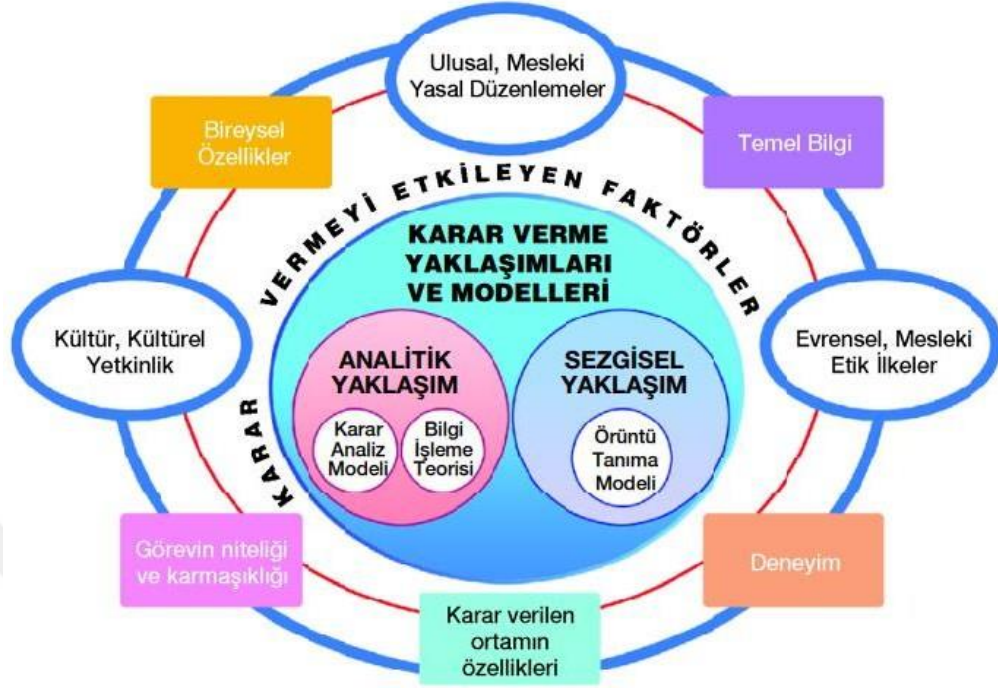 Ulusal, Mesleki
Yasal Düzenlemeler
Bireysel
Özellikler
Temel Bilgi
KARAR VERMEYİ ETKİLEYEN FAKTÖRLER
KARAR VERME
YAKLAŞIMLARI
VE MODELLERİ
Kültür, Kültürel
Yetkinlik
ANALİTİK
YAKLAŞIM
Karar
Analiz
Modeli
Bilgi
İşleme
Teorisi
SEZGİSEL
YAKLAŞIM
Örüntü
Tanıma
Modeli
Evrensel, Mesleki
Etik İlkeler
Görevin niteliği
ve karmaşıklığı
Karar verilen
ortamın
özellikleri
Deneyim